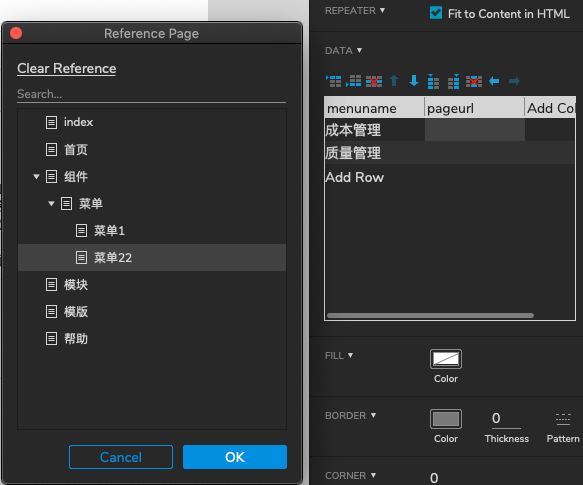 Reference Page
Clear Reference
Search...
index
首页
组件
菜单
菜单1
菜单22
模块
模版
帮助
Cancel
OK
REPEATER
Fit to Content in HTML
DATA
menuname pageurl Add Col
成本管理
质量管理
Add Row
FILL
Color
BORDER
0
Color Thickness Pattern
CORNER
0